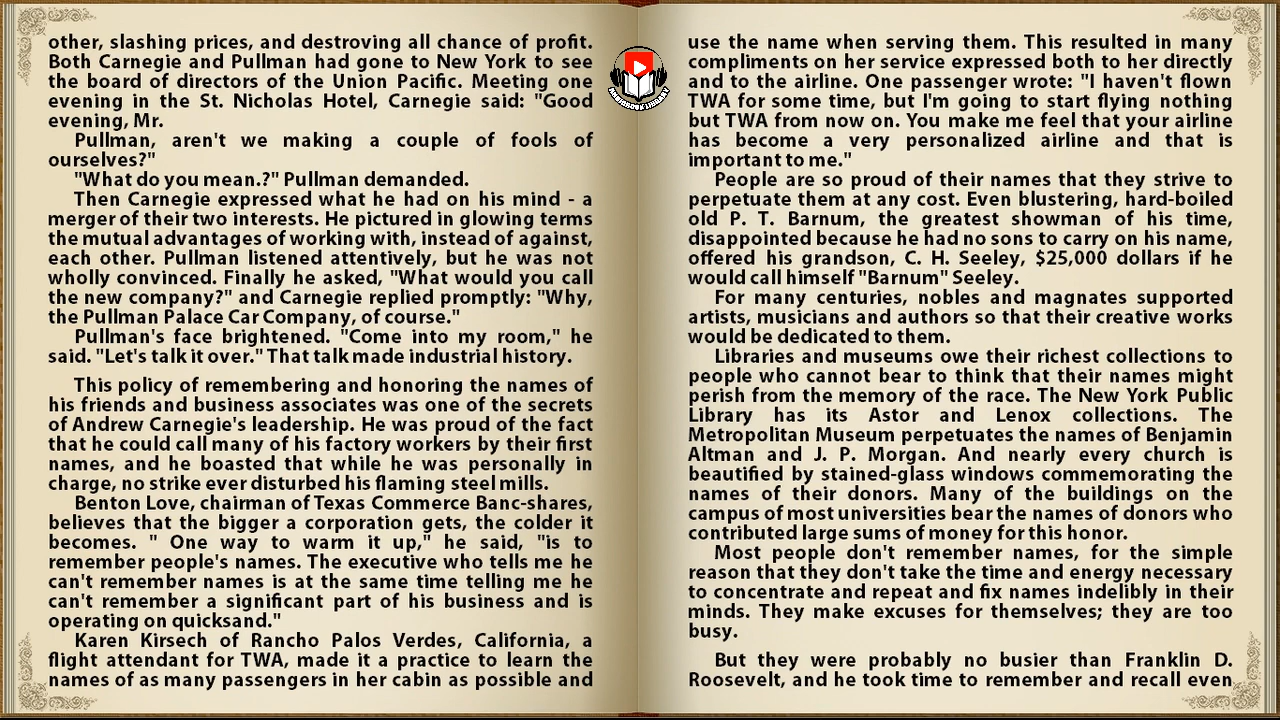 other, slashing prices, and destroving all chance of profit.
Both Carnegie and Pullman had gone to New York to see
the board of directors of the Union Pacific. Meeting one
evening in the St. Nicholas Hotel, Carnegie said: "Good
evening, Mr.
Pullman, aren't we making a couple of fools of
ourselves?"
"What do you mean.?" Pullman demanded.
Then Carnegie expressed what he had on his mind - a
merger of their two interests. He pictured in glowing terms
the mutual advantages of working with, instead of against,
each other. Pullman listened attentively, but he was not
wholly convinced. Finally he asked, "What would you call
the new company?" and Carnegie replied promptly: "Why,
the Pullman Palace Car Company, of course."
Pullman's face brightened. "Come into my room," he
said. "Let's talk it over." That talk made industrial history.
This policy of remembering and honoring the names of
his friends and business associates was one of the secrets
of Andrew Carnegie's leadership. He was proud of the fact
that he could call many of his factory workers by their first
names, and he boasted that while he was personally in
charge, no strike ever disturbed his flaming steel mills.
Benton Love, chairman of Texas Commerce Banc-shares,
believes that the bigger a corporation gets, the colder it
becomes. " One way to warm it up," he said, "is to
remember people's names. The executive who tells me he
can't remember names is at the same time telling me he
can't remember a significant part of his business and is
operating on quicksand."
Karen Kirsech of Rancho Palos Verdes, California, a
flight attendant for TWA, made it a practice to learn the
names of as many passengers in her cabin as possible and
use the name when serving them. This resulted in many
compliments on her service expressed both to her directly
and to the airline. One passenger wrote: "I haven't flown
TWA for some time, but I'm going to start flying nothing
but TWA from now on. You make me feel that your airline
has become a very personalized airline and that is
important to me."
People are so proud of their names that they strive to
perpetuate them at any cost. Even blustering, hard-boiled
old P. T. Barnum, the greatest showman of his time,
disappointed because he had no sons to carry on his name,
offered his grandson, C. H. Seeley, $25,000 dollars if he
would call himself "Barnum" Seeley.
For many centuries, nobles and magnates supported
artists, musicians and authors so that their creative works
would be dedicated to them.
Libraries and museums owe their richest collections to
people who cannot bear to think that their names might
perish from the memory of the race. The New York Public
Library has its Astor and Lenox collections. The
Metropolitan Museum perpetuates the names of Benjamin
Altman and J. P. Morgan. And nearly every church is
beautified by stained-glass windows commemorating the
names of their donors. Many of the buildings on the
campus of most universities bear the names of donors who
contributed large sums of money for this honor.
Most people don't remember names, for the simple
reason that they don't take the time and energy necessary
to concentrate and repeat and fix names indelibly in their
minds. They make excuses for themselves; they are too
busy.
But they were probably no busier than Franklin D.
Roosevelt, and he took time to remember and recall even